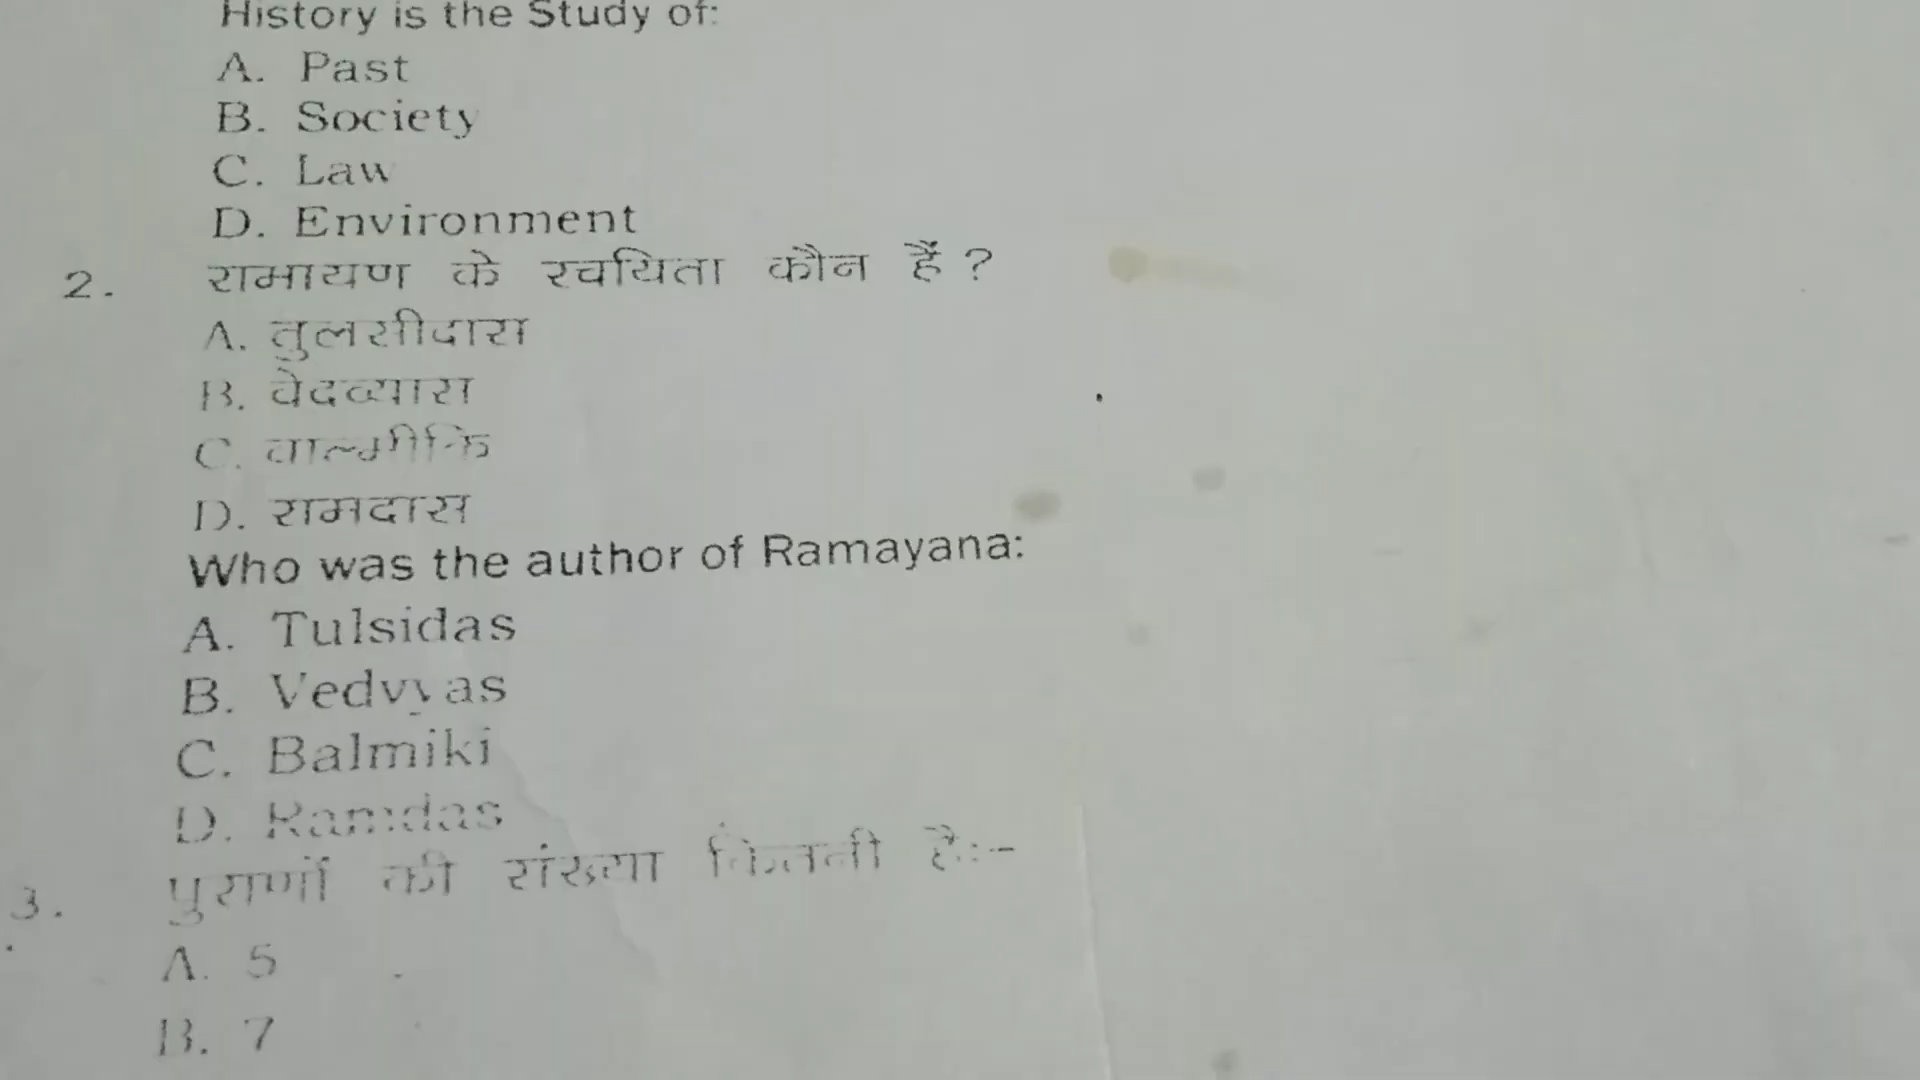 History is the Study of:
A. Past
B. Society
C. Law
D. Environment
2. रामायण के रचयिता कौन हैं ?
A. तुलसीदास
B. वेदव्यास
C. वाल्मीकि
D. रामदास
Who was the author of Ramayana:
A. Tulsidas
B. Vedvyas
C. Balmiki
D. Ramdas
3. पुराणों की संख्या कितनी है:-
A. 5
B. 7